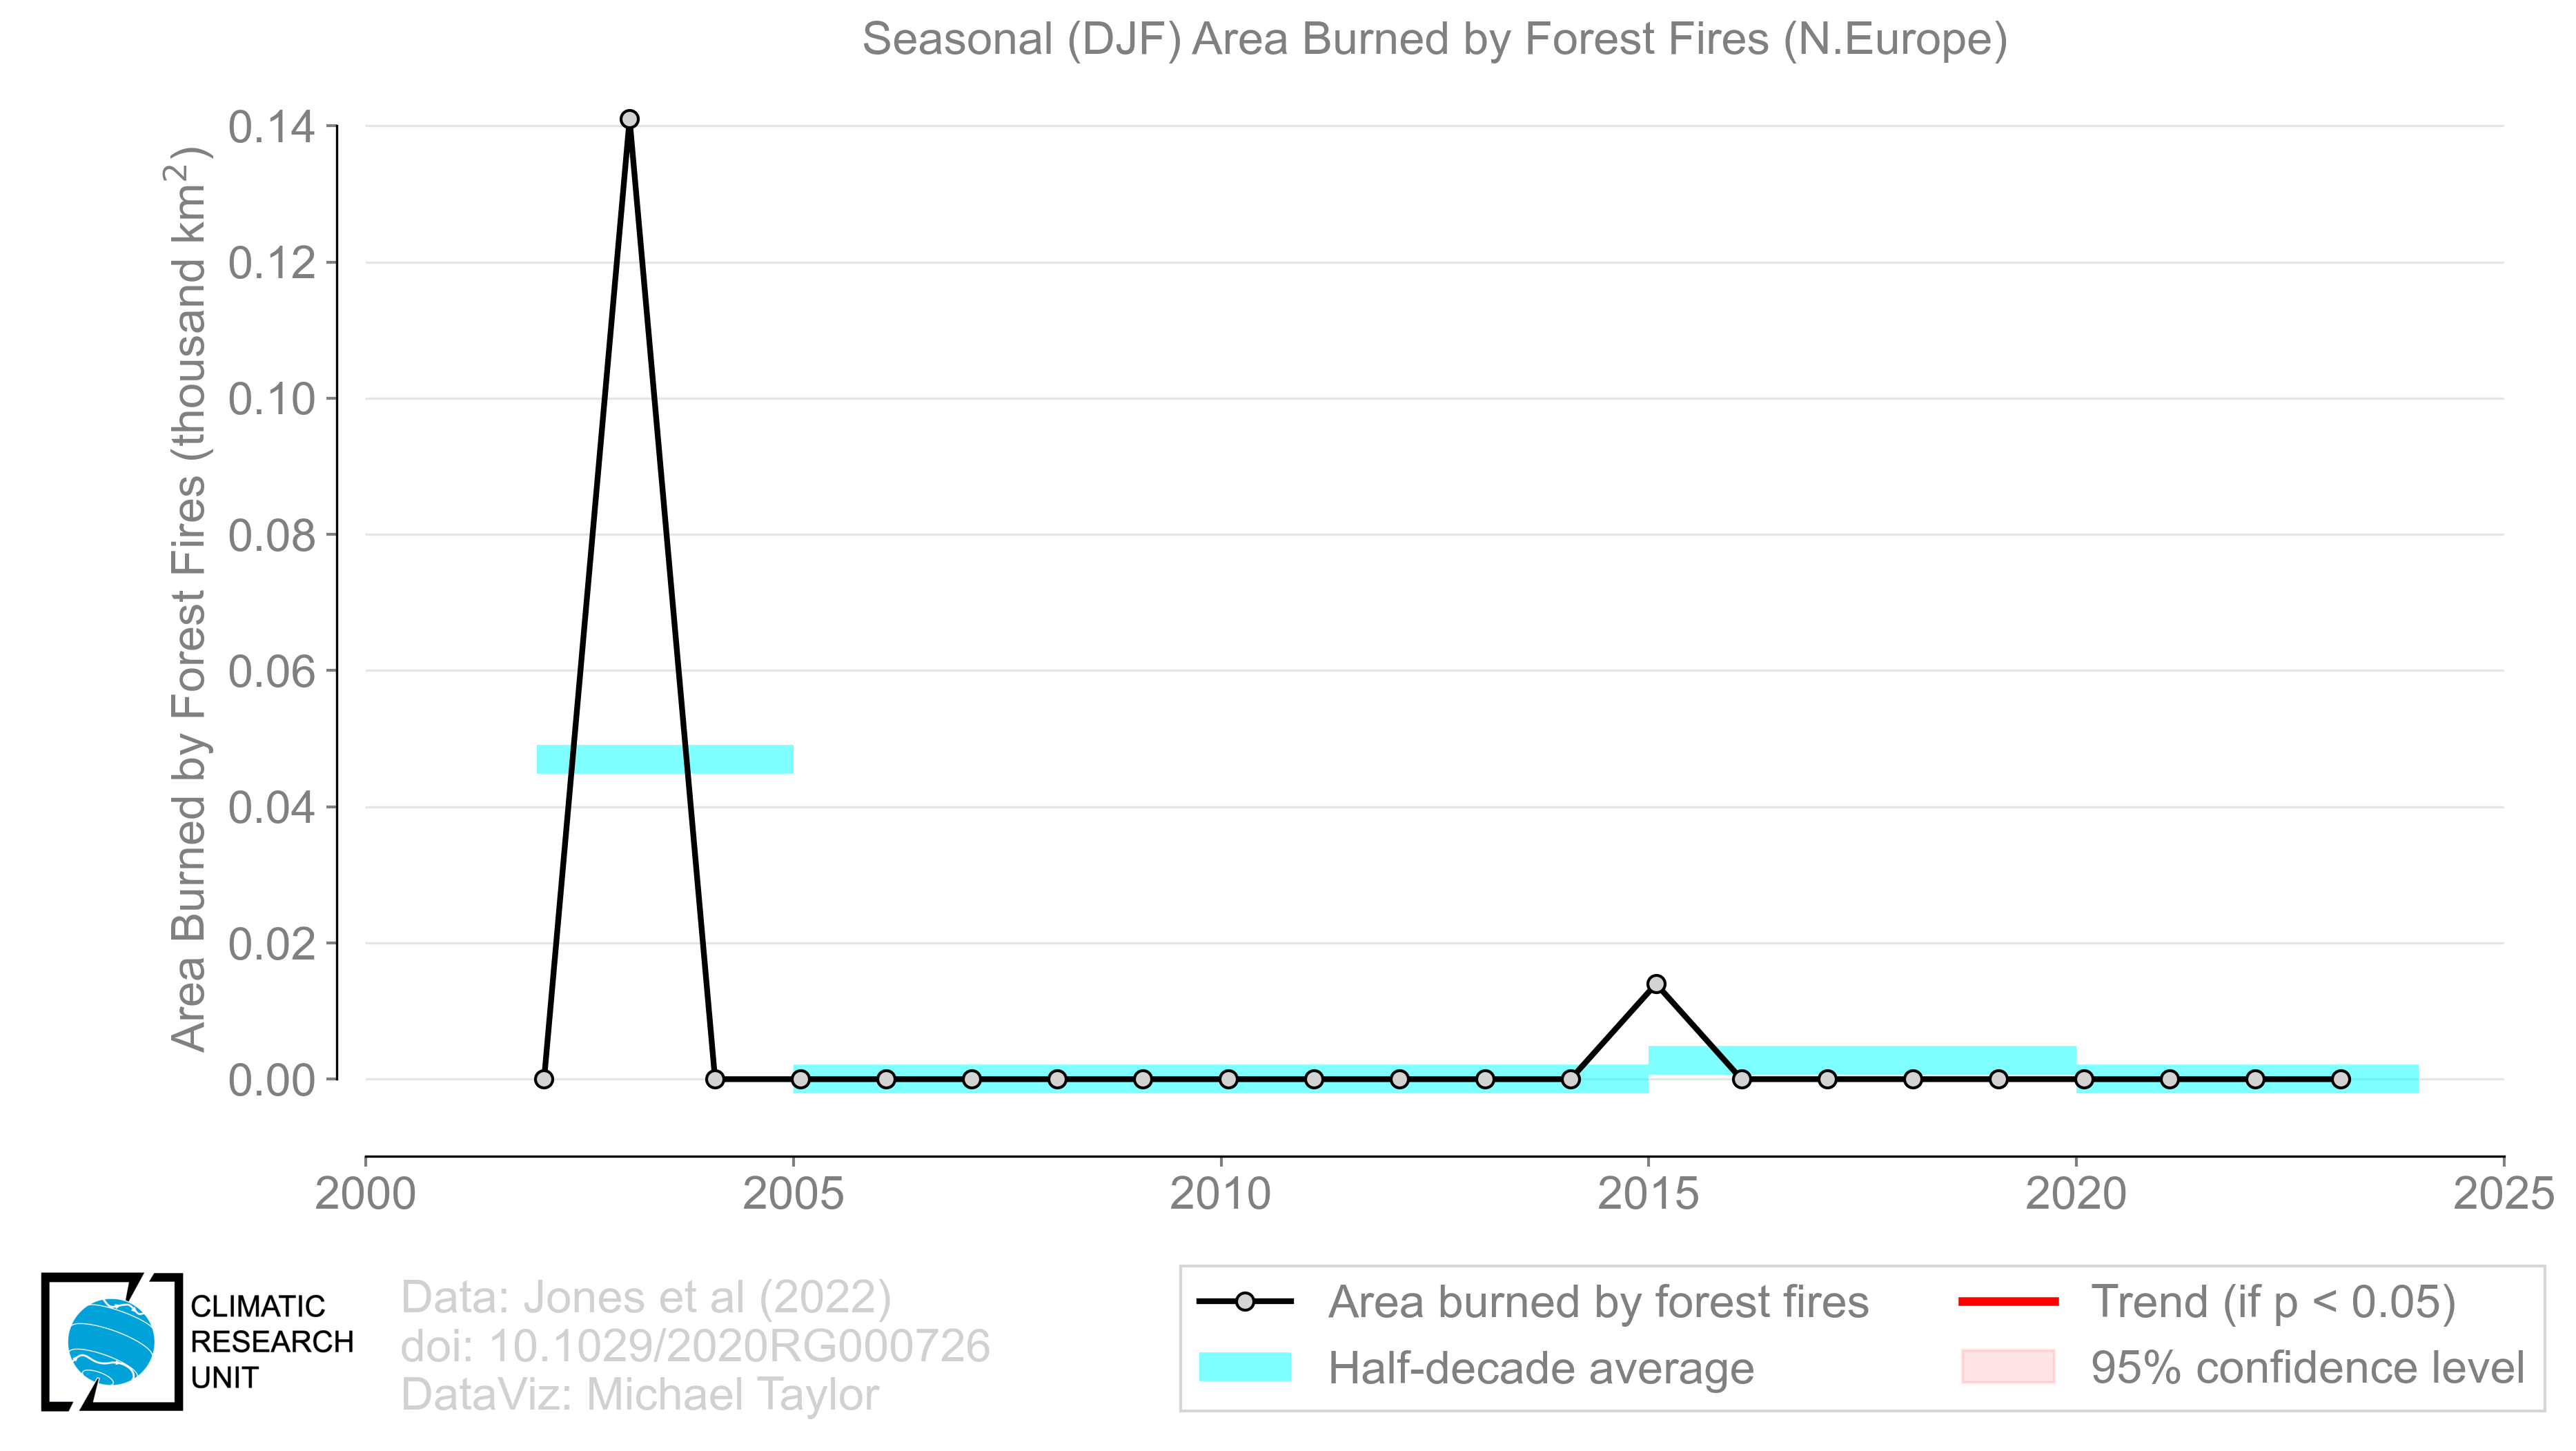 Seasonal (DJF) Area Burned by Forest Fires (N.Europe)
Area Burned by Forest Fires (thousand km²)
0.14
0.12
0.10
0.08
0.06
0.04
0.02
0.00
2000 2005 2010 2015 2020 2025
CLIMATIC
RESEARCH
UNIT
Data: Jones et al (2022)
doi: 10.1029/2020RG000726
DataViz: Michael Taylor
Area burned by forest fires
Half-decade average
Trend (if p < 0.05)
95% confidence level